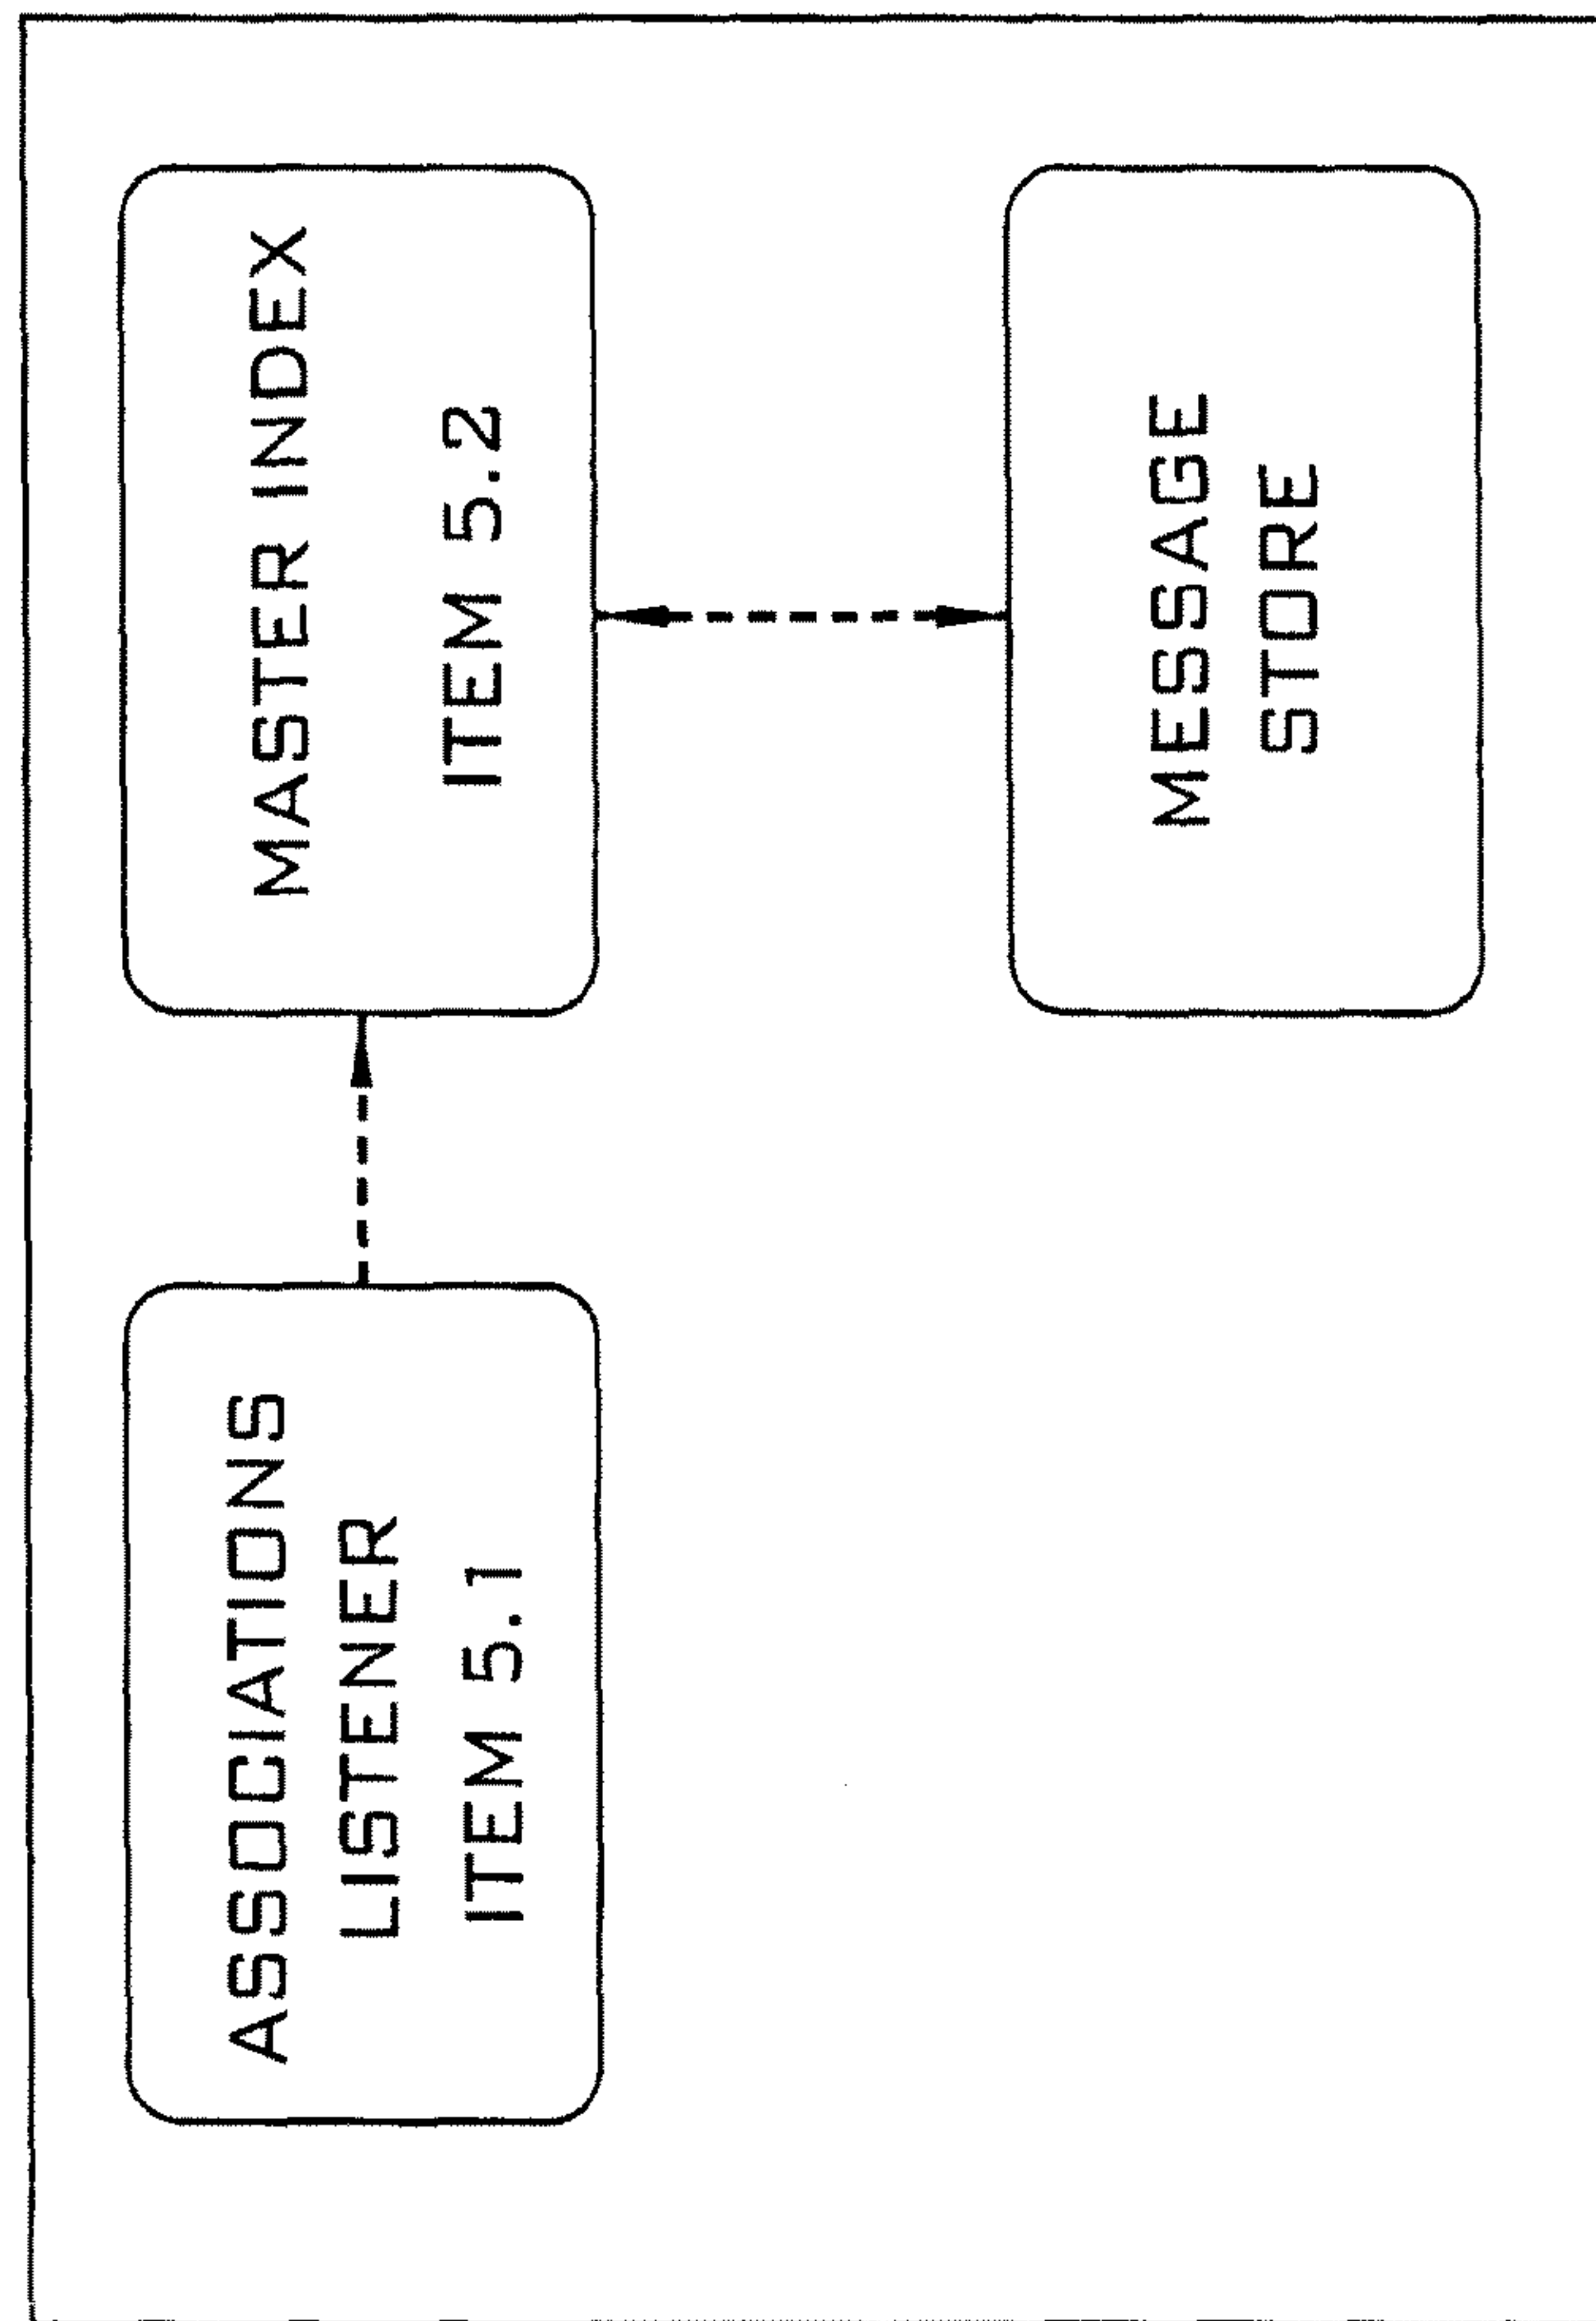 ASSOCIATIONS
LISTENER
ITEM 5.1
MASTER INDEX
ITEM 5.2
MESSAGE
STORE